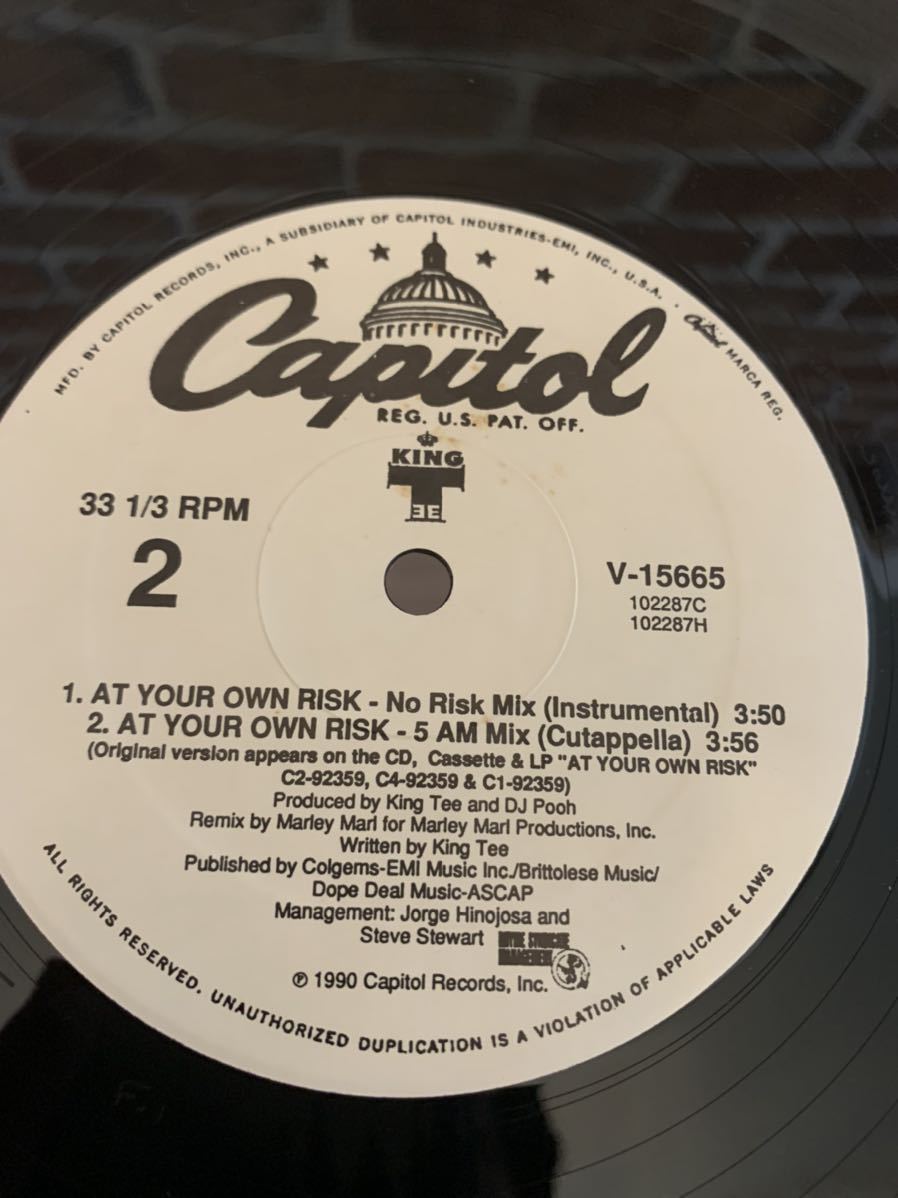 MFD. BY CAPITOL RECORDS, INC., A SUBSIDIARY OF CAPITOL INDUSTRIES-EMI, INC., U.S.A. · Capitol MARCA REG.
Capitol
REG. U.S. PAT. OFF.
KING
TEE
33 1/3 RPM
2
V-15665
102287C
102287H
1. AT YOUR OWN RISK - No Risk Mix (Instrumental) 3:50
2. AT YOUR OWN RISK - 5 AM Mix (Cutappella) 3:56
(Original version appears on the CD, Cassette & LP "AT YOUR OWN RISK"
C2-92359, C4-92359 & C1-92359)
Produced by King Tee and DJ Pooh
Remix by Marley Marl for Marley Marl Productions, Inc.
Written by King Tee
Published by Colgems-EMI Music Inc./Brittolese Music/
Dope Deal Music-ASCAP
Management: Jorge Hinojosa and
Steve Stewart
SYNDICATE
MANAGEMENT
℗ 1990 Capitol Records, Inc.
ALL RIGHTS RESERVED. UNAUTHORIZED DUPLICATION IS A VIOLATION OF APPLICABLE LAWS